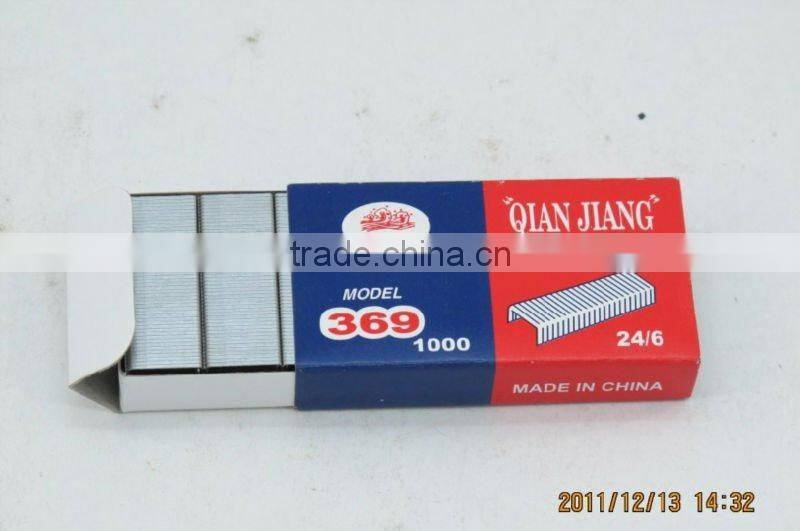 "QIAN JIANG"
trade.china.cn
MODEL
369
1000
24/6
MADE IN CHINA
2011/12/13 14:32